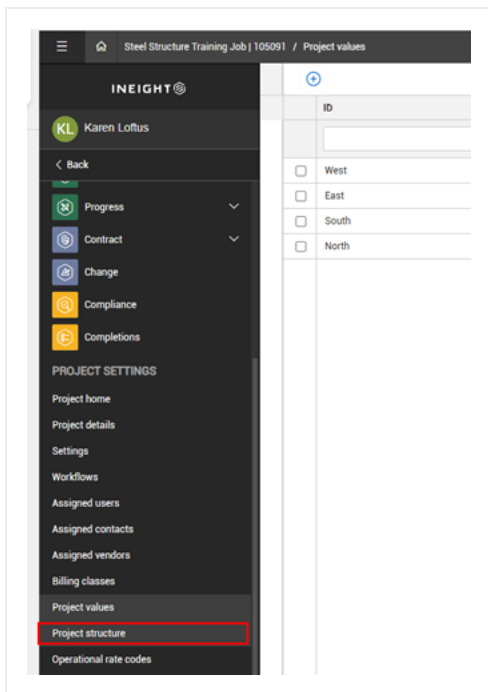 Steel Structure Training Job | 105091 / Project values
INEIGHT
KL Karen Loftus
< Back
Progress
Contract
Change
Compliance
Completions
PROJECT SETTINGS
Project home
Project details
Settings
Workflows
Assigned users
Assigned contacts
Assigned vendors
Billing classes
Project values
Project structure
Operational rate codes
ID
West
East
South
North